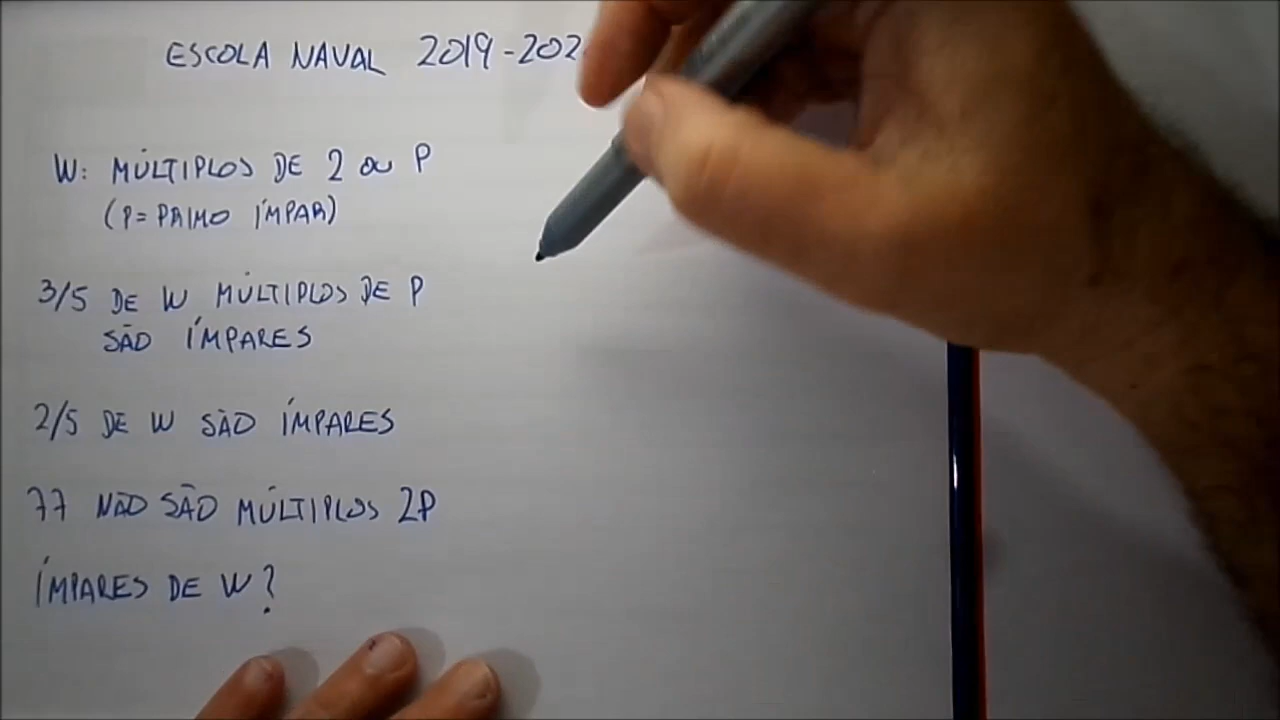 ESCOLA NAVAL 2019-202
W: MÚLTIPLOS DE 2 OU P
(P= PRIMO ÍMPAR)
3/5 DE W MÚLTIPLOS DE P
SÃO ÍMPARES
2/5 DE W SÃO ÍMPARES
77 NÃO SÃO MÚLTIPLOS 2P
ÍMPARES DE W?